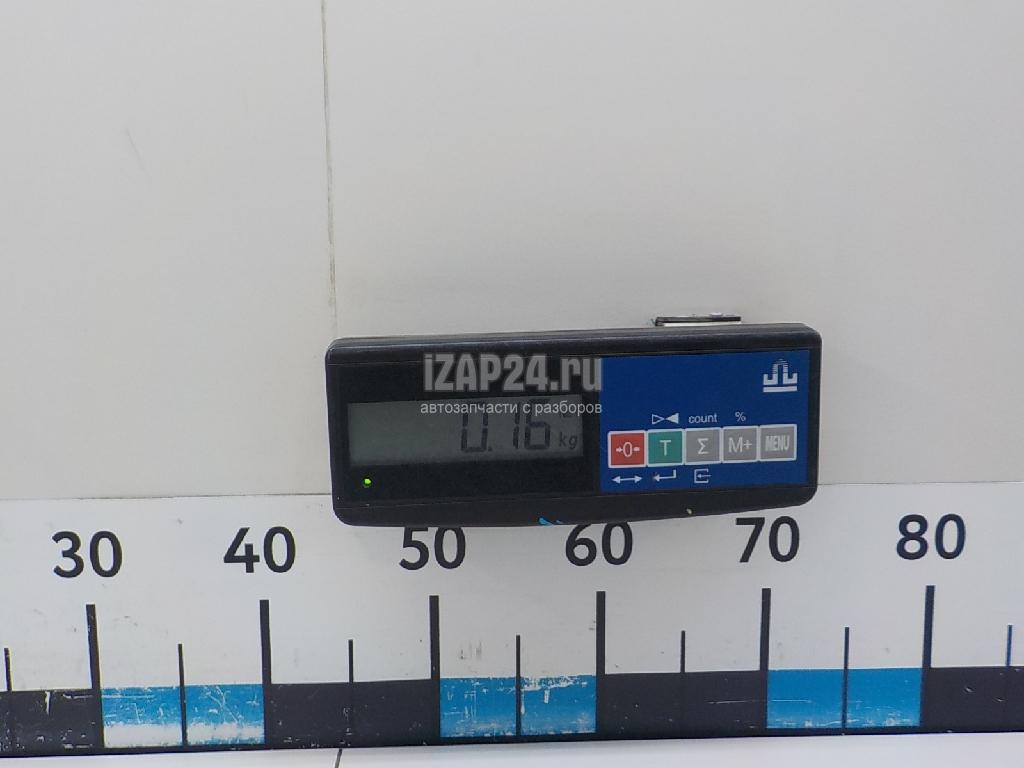 iZAP24.ru
автозапчасти с разборов
0.16 kg
count %
→0← T Σ M+ MENU
30 40 50 60 70 80